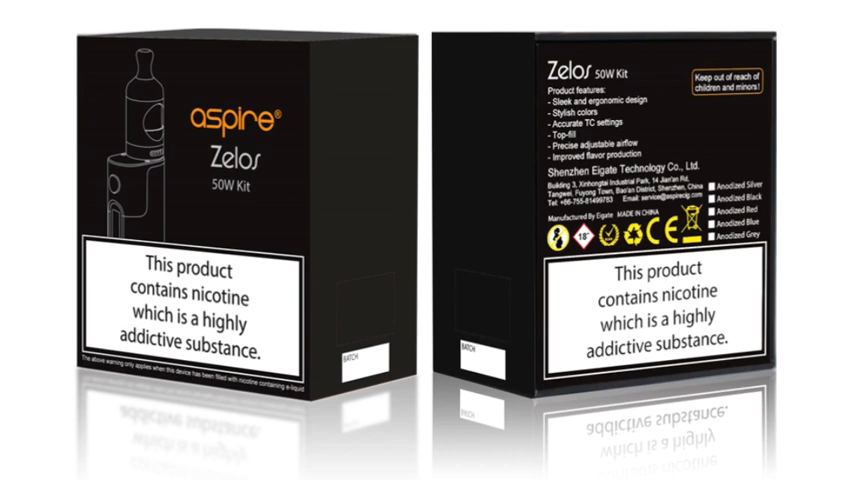 aspire®
Zelos
50W Kit
This product
contains nicotine
which is a highly
addictive substance.
The above warning only applies when this device has been filled with nicotine containing e-liquid
BATCH
Zelos 50W Kit
Keep out of reach of
children and minors!
Product features:
- Sleek and ergonomic design
- Stylish colors
- Accurate TC settings
- Top-fill
- Precise adjustable airflow
- Improved flavor production
Shenzhen Eigate Technology Co., Ltd.
Building 3, Xinhongtai Industrial Park, 14 Jian'an Rd,
Tangwei, Fuyong Town, Bao'an District, Shenzhen, China
Tel: +86-755-81499783 Email: service@aspirecig.com
Anodized Silver
Anodized Black
Anodized Red
Anodized Blue
Anodized Grey
Manufactured By Eigate MADE IN CHINA
18+
CE
This product
contains nicotine
which is a highly
addictive substance.
BATCH